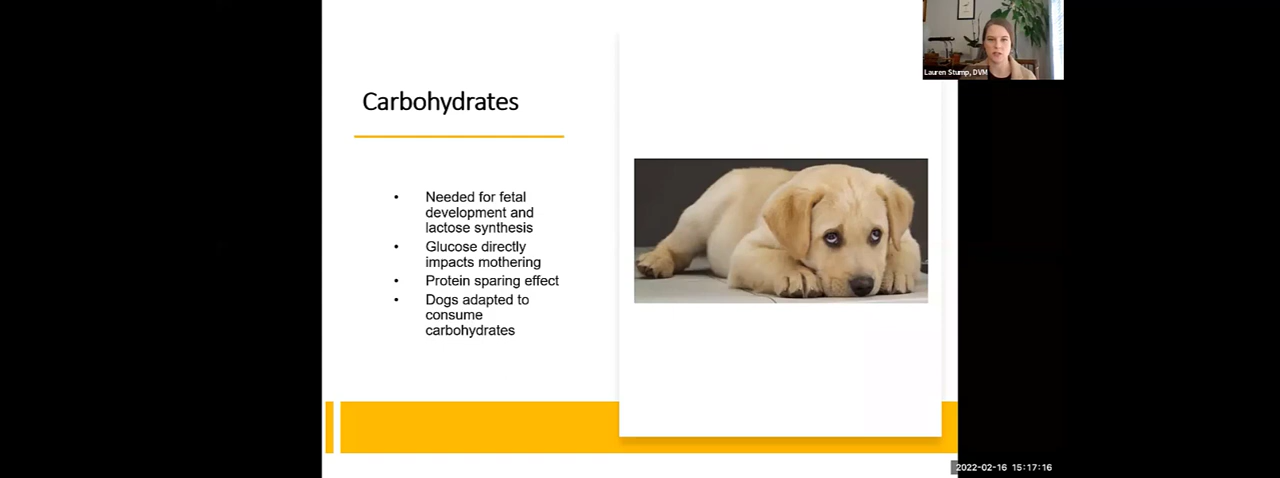 Lauren Stump, DVM
Carbohydrates
• Needed for fetal
development and
lactose synthesis
• Glucose directly
impacts mothering
• Protein sparing effect
• Dogs adapted to
consume
carbohydrates
2022-02-16 15:17:16